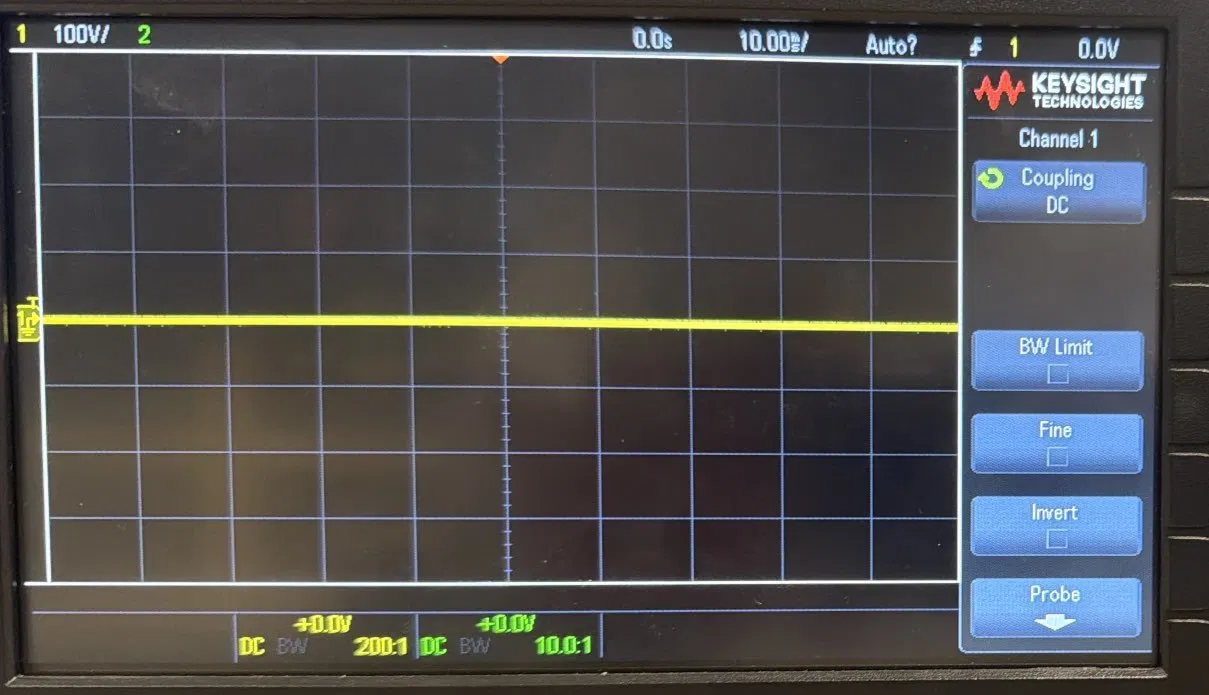 1 100V/ 2 0.0s 10.00ms/ Auto? 1 0.0V
KEYSIGHT
TECHNOLOGIES
Channel 1
Coupling
DC
BW Limit
Fine
Invert
Probe
+0.0V +0.0V
DC BW 200:1 DC BW 10.0:1